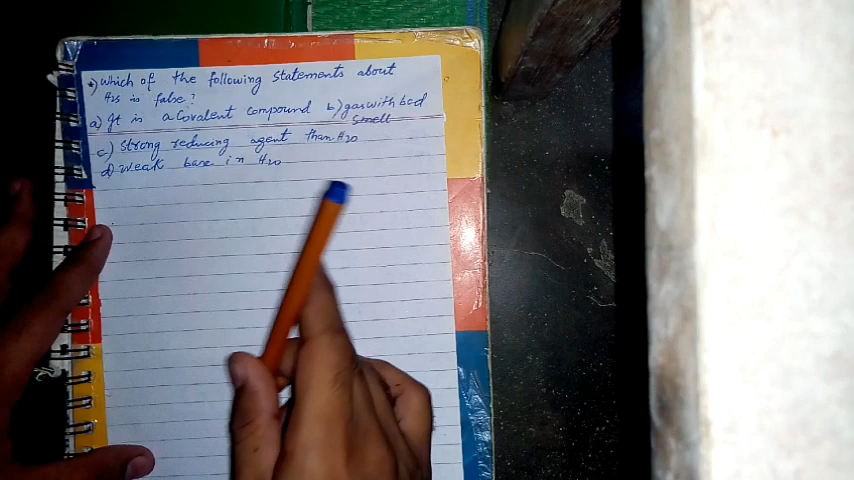 *) Which of the following statements about
H2S is false?
a) It is a covalent compound b) gas with bad
smell
c) strong reducing agent than H2O
d) Weak base in H2O